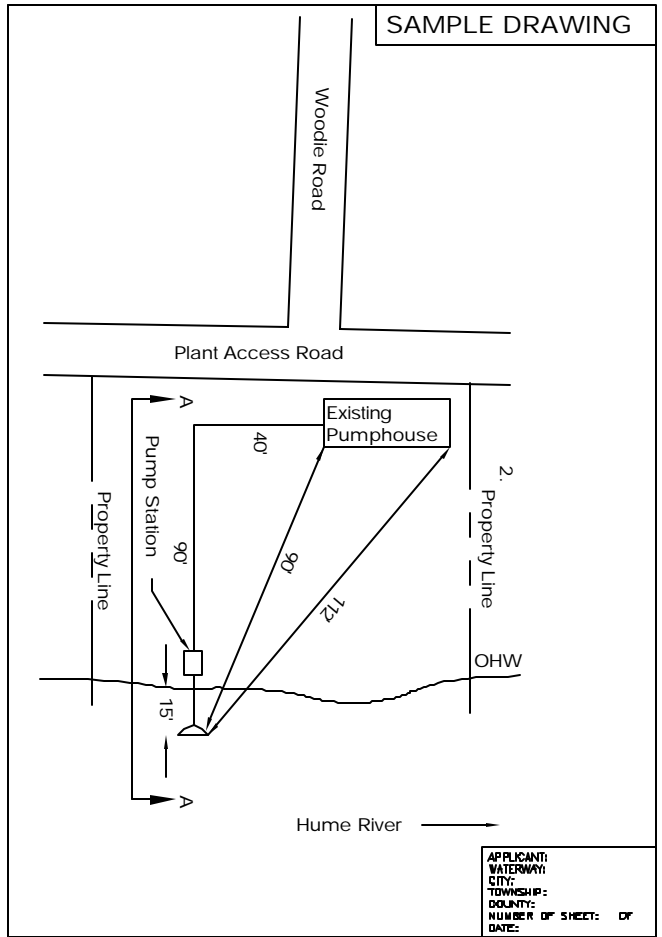 SAMPLE DRAWING
Woodie Road
Plant Access Road
A
Existing
Pumphouse
40'
Pump Station
2.
Property Line
Property Line
90'
90'
112
OHW
15'
A
Hume River
APPLICANT:
WATERWAY:
CITY:
TOWNSHIP:
COUNTY:
NUMBER OF SHEET: OF
DATE: